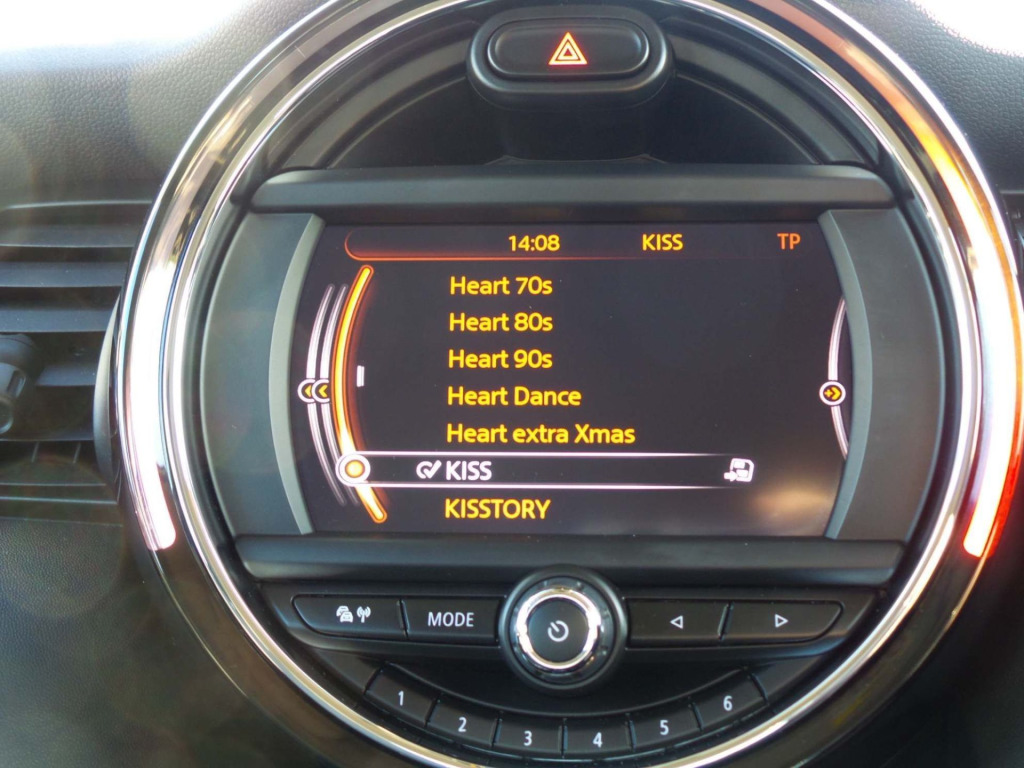 14:08 KISS TP
Heart 70s
Heart 80s
Heart 90s
Heart Dance
Heart extra Xmas
KISS
KISSTORY
MODE
1 2 3 4 5 6